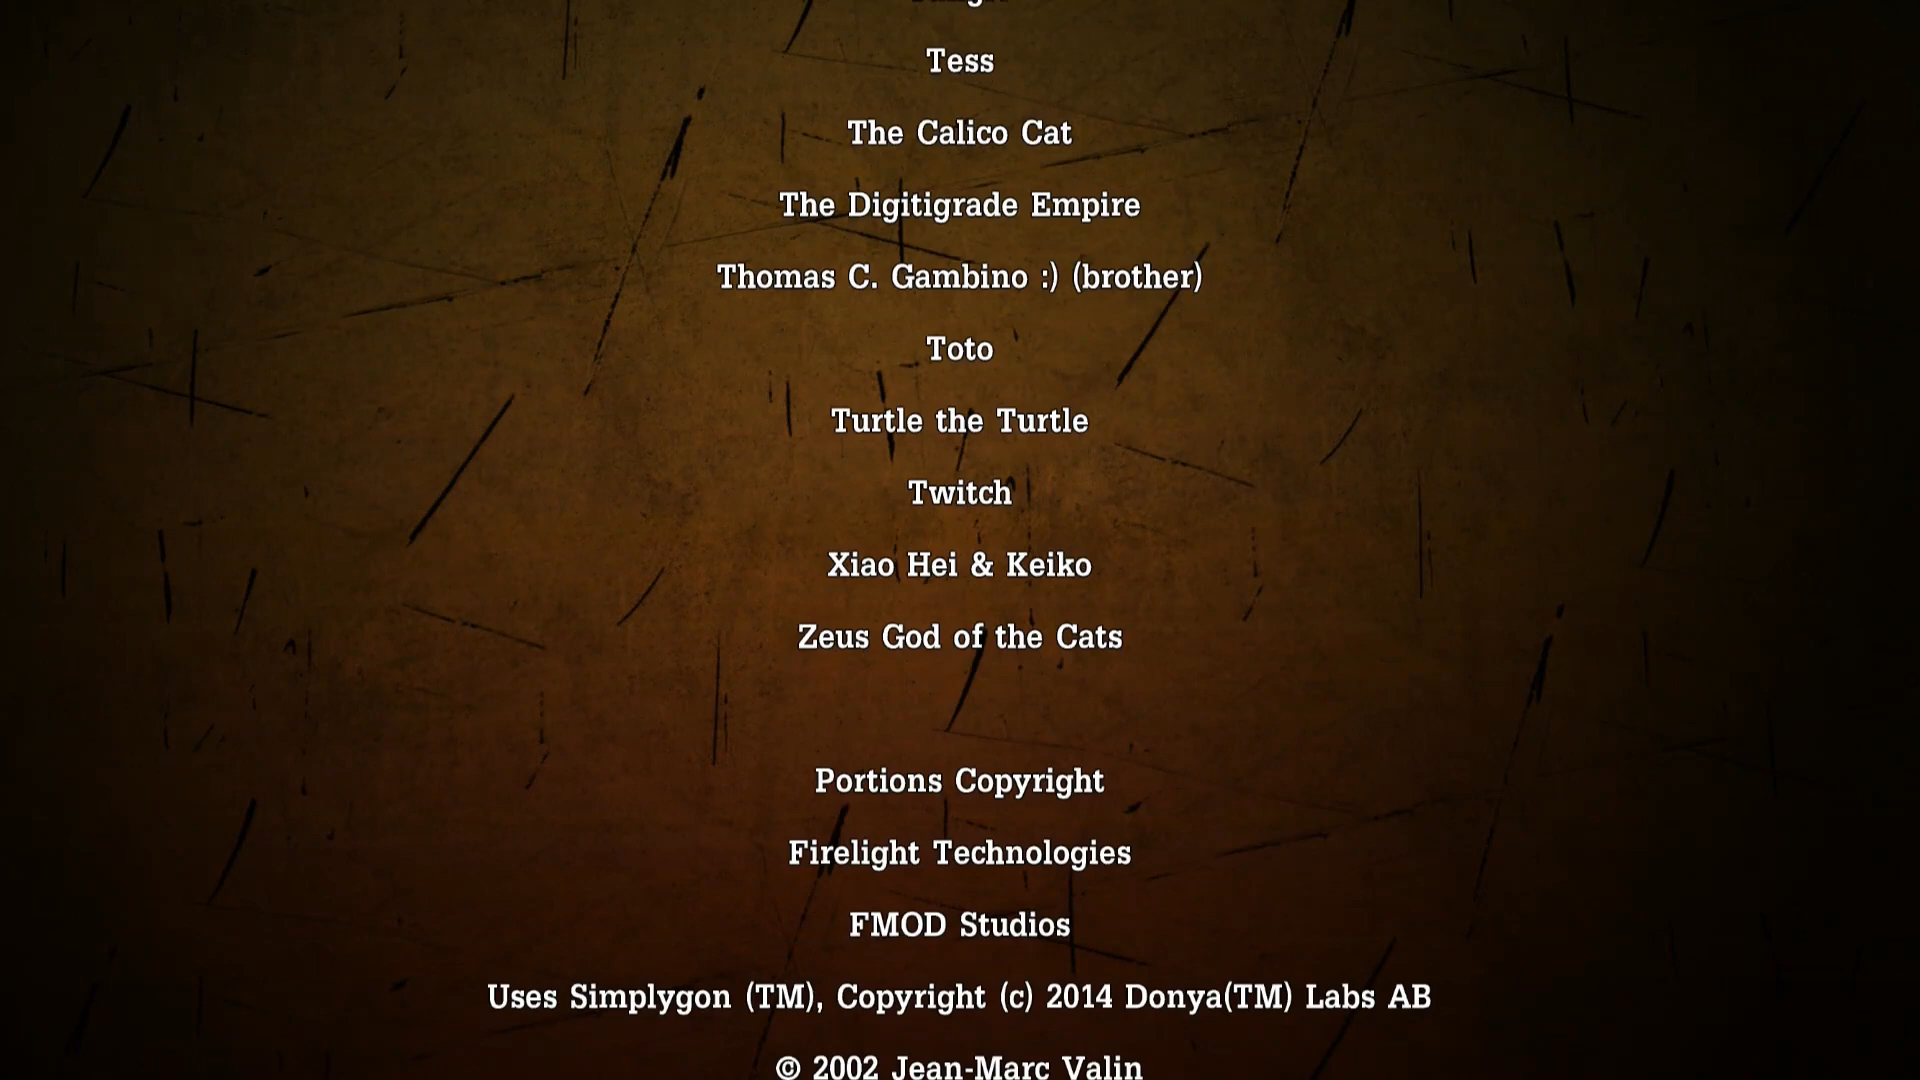 Tess
The Calico Cat
The Digitigrade Empire
Thomas C. Gambino :) (brother)
Toto
Turtle the Turtle
Twitch
Xiao Hei & Keiko
Zeus God of the Cats
Portions Copyright
Firelight Technologies
FMOD Studios
Uses Simplygon (TM), Copyright (c) 2014 Donya(TM) Labs AB
© 2002 Jean-Marc Valin